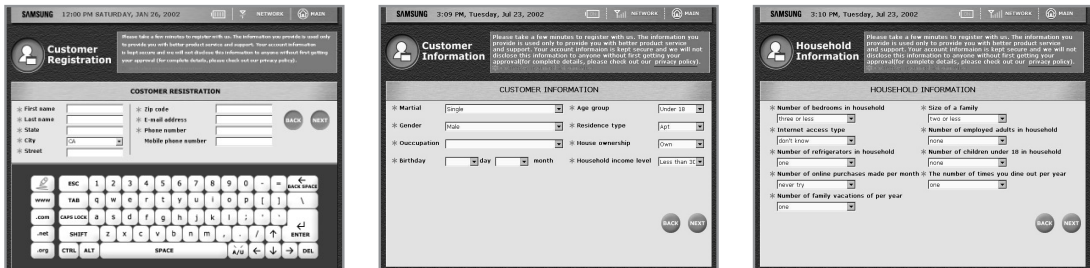 SAMSUNG 12:00 PM SATURDAY, JAN 26, 2002 NETWORK MAIN
Customer
Registration
Please take a few minutes to register with us. The information you provide is used only
to provide you with better product service and support. Your account information
is kept secure and we will not disclose this information to anyone without first getting
your approval (for complete details, please check out our privacy policy).
COSTOMER RESISTRATION
First name
Last name
State
City CA
Street
Zip code
E-mail address
Phone number
Mobile phone number
BACK NEXT
ESC 1 2 3 4 5 6 7 8 9 0 - = BACK SPACE
www TAB q w e r t y u i o p [ ] \
.com CAPS LOCK a s d f g h j k l ; '
.net SHIFT z x c v b n m , . / ↑ ENTER
.org CTRL ALT SPACE Á/Ü ← ↓ → DEL
SAMSUNG 3:09 PM, Tuesday, Jul 23, 2002 NETWORK MAIN
Customer
Information
Please take a few minutes to register with us. The information you
provide is used only to provide you with better product service
and support. Your account information is kept secure and we will not
disclose this information to anyone without first getting your
approval(for complete details, please check out our privacy policy).
CUSTOMER INFORMATION
Martial Single
Gender Male
Ouccupation
Birthday day month
Age group Under 18
Residence type Apt
House ownership Own
Household income level Less than 30
BACK NEXT
SAMSUNG 3:10 PM, Tuesday, Jul 23, 2002 NETWORK MAIN
Household
Information
Please take a few minutes to register with us. The information you
provide is used only to provide you with better product service
and support. Your account information is kept secure and we will not
disclose this information to anyone without first getting your
approval(for complete details, please check out our privacy policy).
HOUSEHOLD INFORMATION
Number of bedrooms in household
three or less
Internet access type
don't know
Number of refrigerators in household
one
Number of online purchases made per month
never try
Number of family vacations of per year
one
Size of a family
two or less
Number of employed adults in household
none
Number of children under 18 in household
none
The number of times you dine out per year
one
BACK NEXT